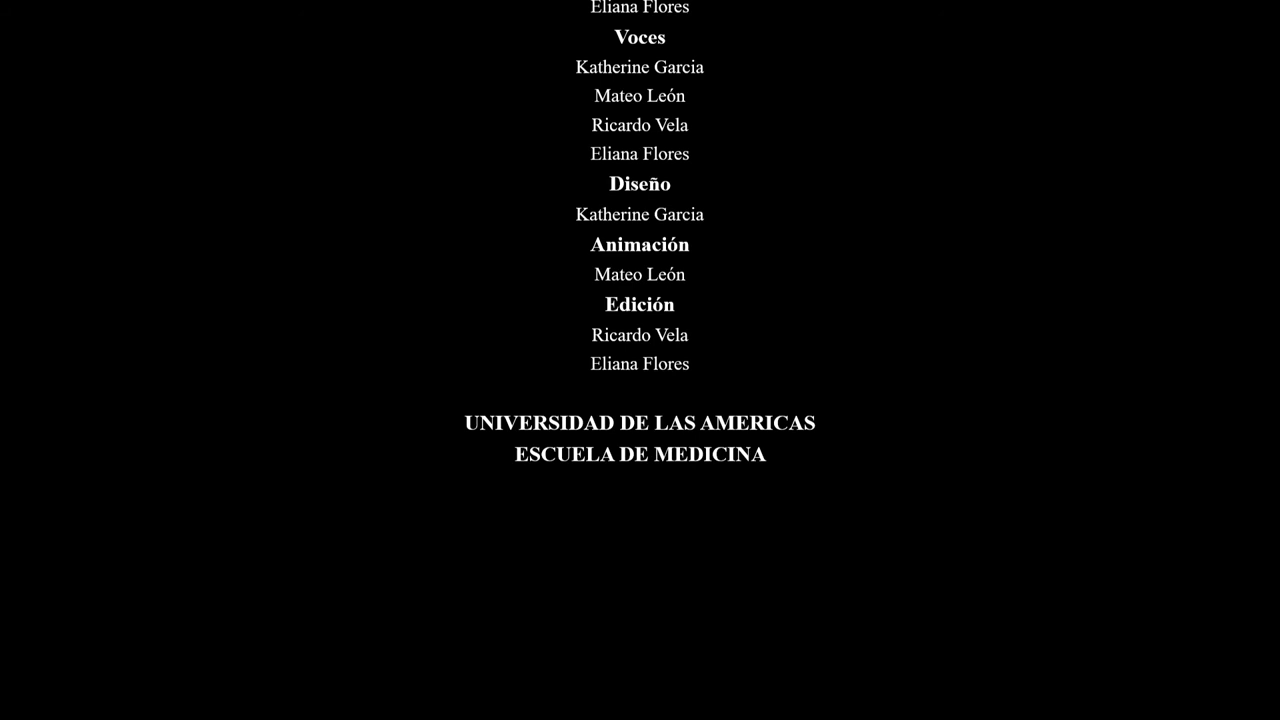 Eliana Flores
Voces
Katherine Garcia
Mateo León
Ricardo Vela
Eliana Flores
Diseño
Katherine Garcia
Animación
Mateo León
Edición
Ricardo Vela
Eliana Flores
UNIVERSIDAD DE LAS AMERICAS
ESCUELA DE MEDICINA